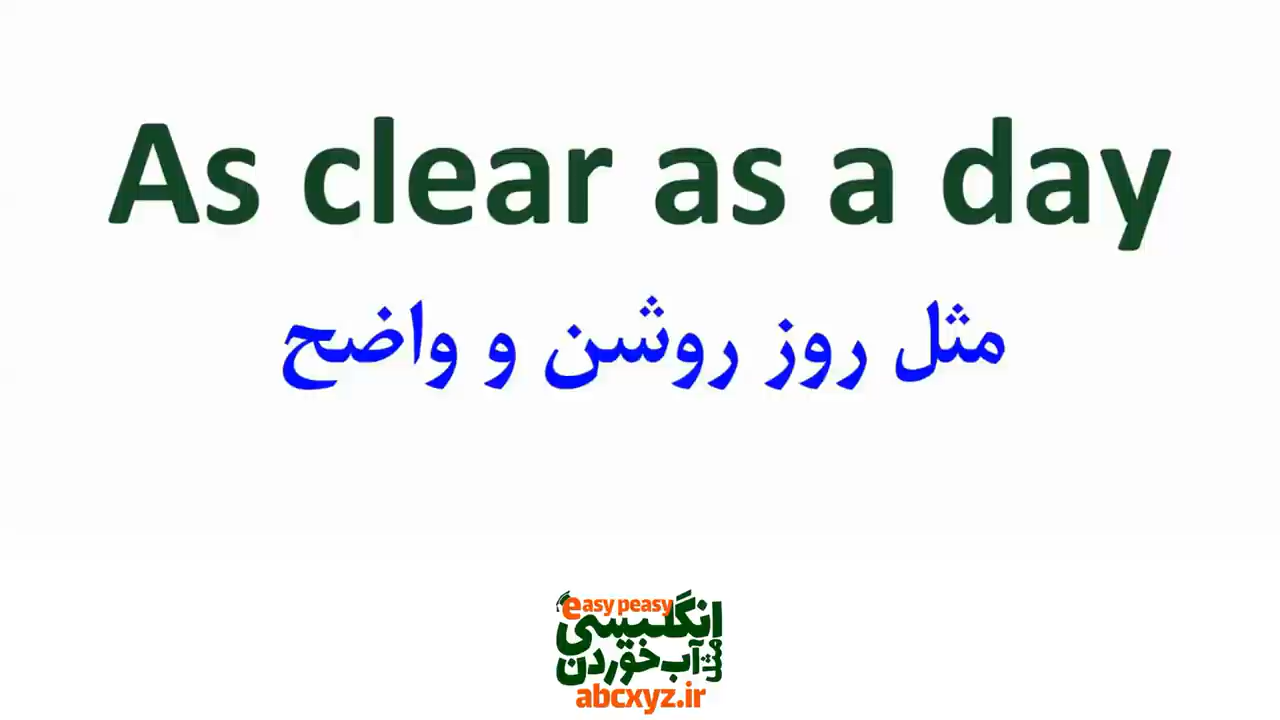 As clear as a day
مثل روز روشن و واضح
easy peasy
انگلیسی
مثل آب خوردن
abcxyz.ir